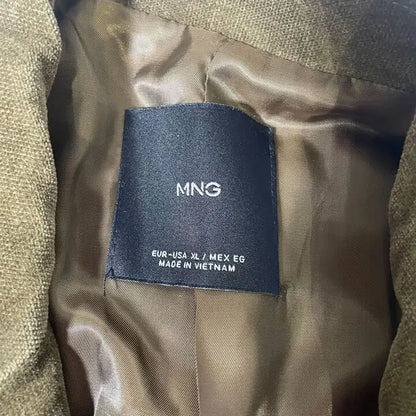 MNG
EUR-USA XL / MEX EG
MADE IN VIETNAM